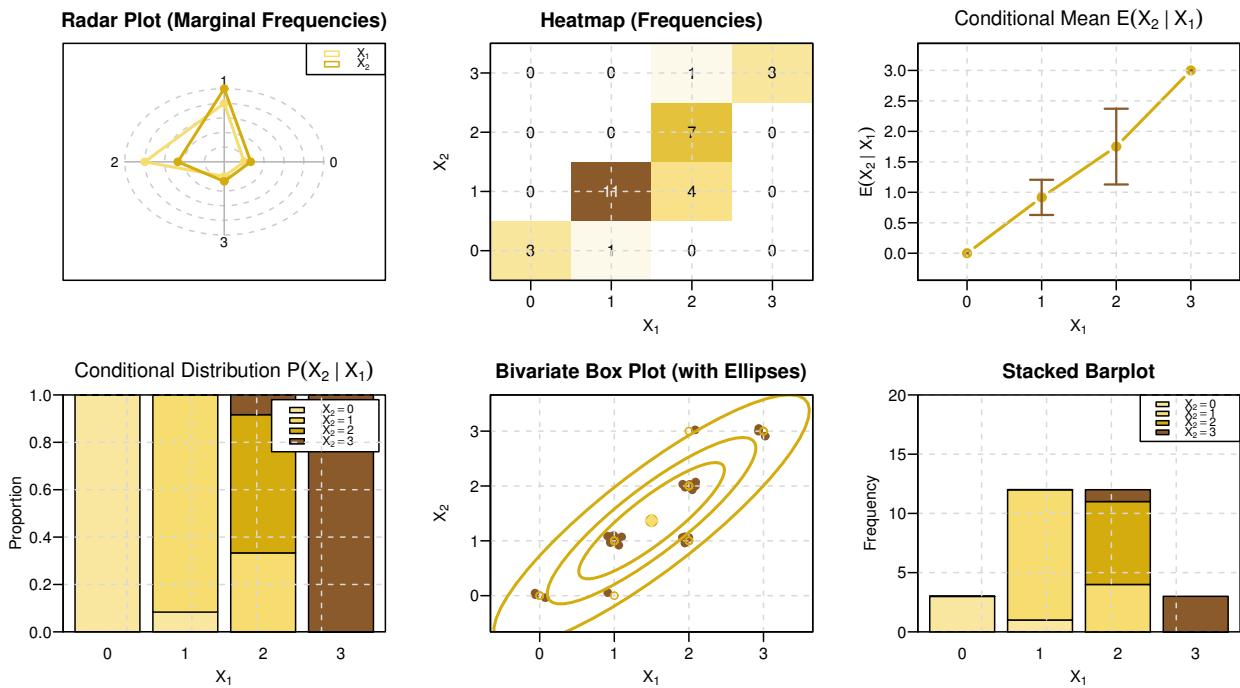 Radar Plot (Marginal Frequencies)
X₁
X₂
1
2
0
3
Heatmap (Frequencies)
X₂
3
2
1
0
0 0 1 3
0 0 7 0
0 11 4 0
3 1 0 0
0 1 2 3
X₁
Conditional Mean E(X₂ | X₁)
E(X₂ | X₁)
3.0
2.5
2.0
1.5
1.0
0.5
0.0
0 1 2 3
X₁
Conditional Distribution P(X₂ | X₁)
X₂ = 0
X₂ = 1
X₂ = 2
X₂ = 3
Proportion
1.0
0.8
0.6
0.4
0.2
0.0
0 1 2 3
X₁
Bivariate Box Plot (with Ellipses)
X₂
3
2
1
0
0 1 2 3
X₁
Stacked Barplot
X₂ = 0
X₂ = 1
X₂ = 2
X₂ = 3
Frequency
20
15
10
5
0
0 1 2 3
X₁